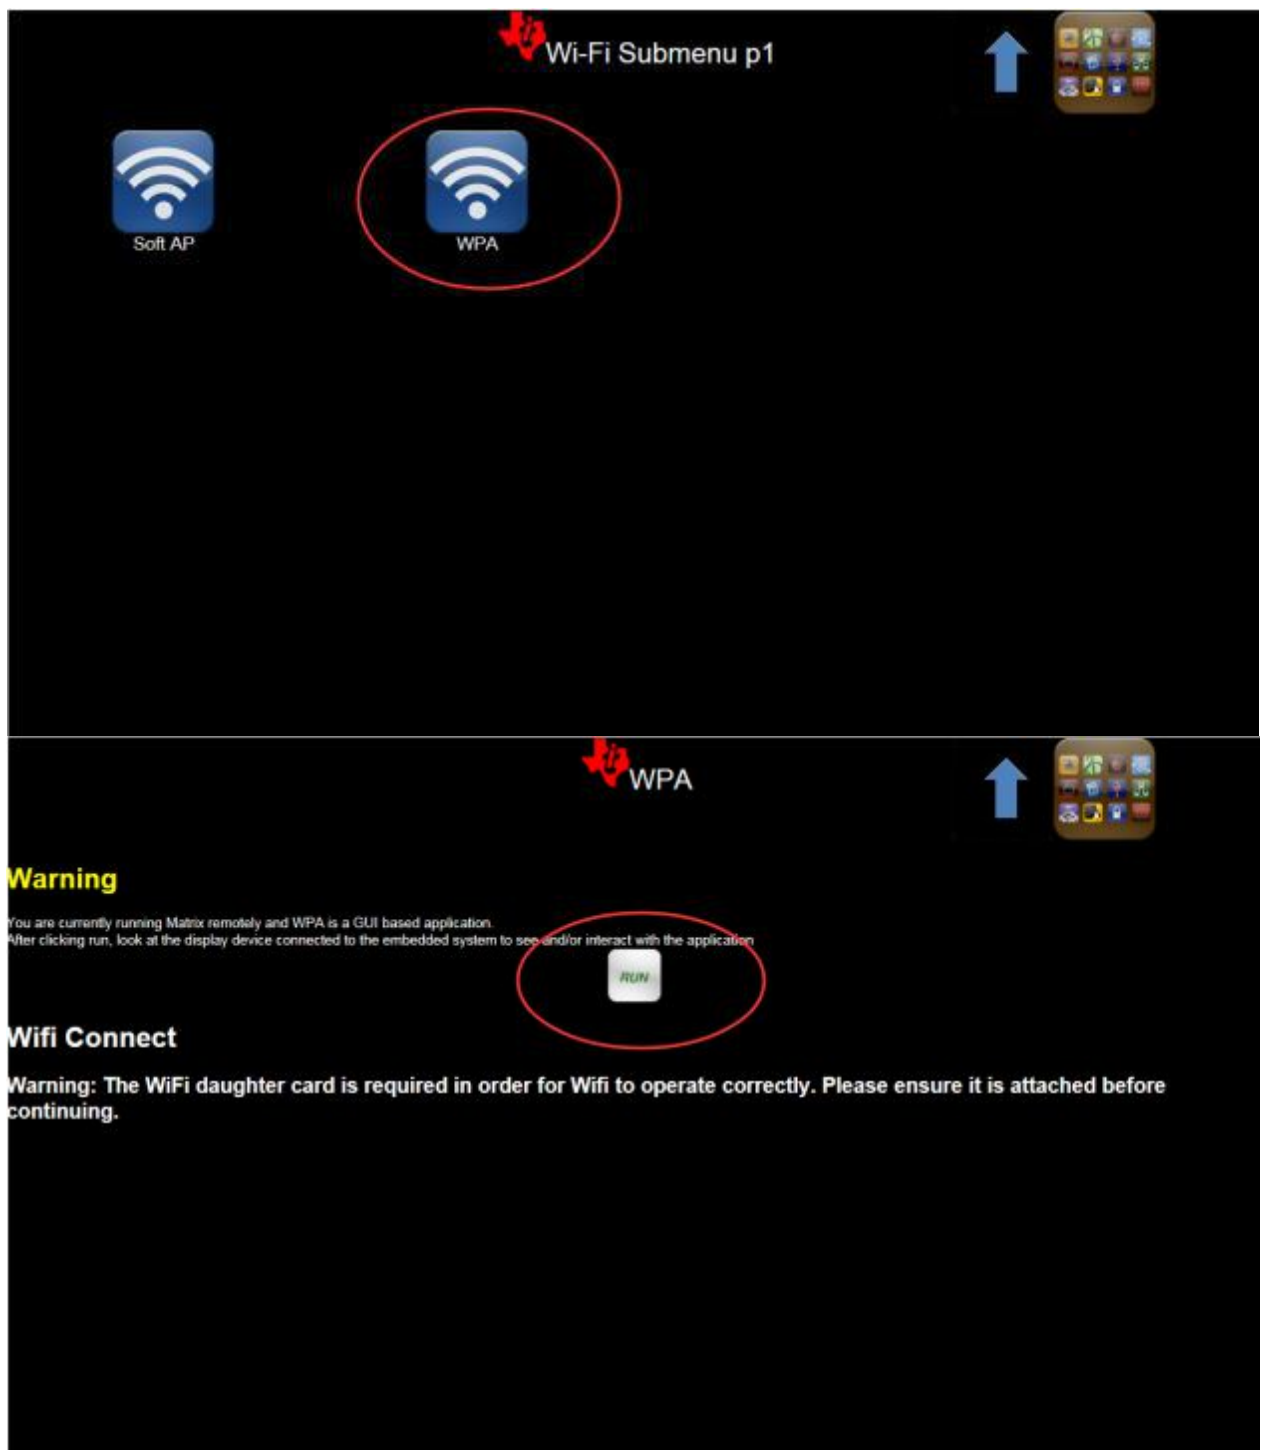 Wi-Fi Submenu p1
Soft AP
WPA
WPA
Warning
You are currently running Matrix remotely and WPA is a GUI based application.
After clicking run, look at the display device connected to the embedded system to see and/or interact with the application
RUN
Wifi Connect
Warning: The WiFi daughter card is required in order for Wifi to operate correctly. Please ensure it is attached before
continuing.